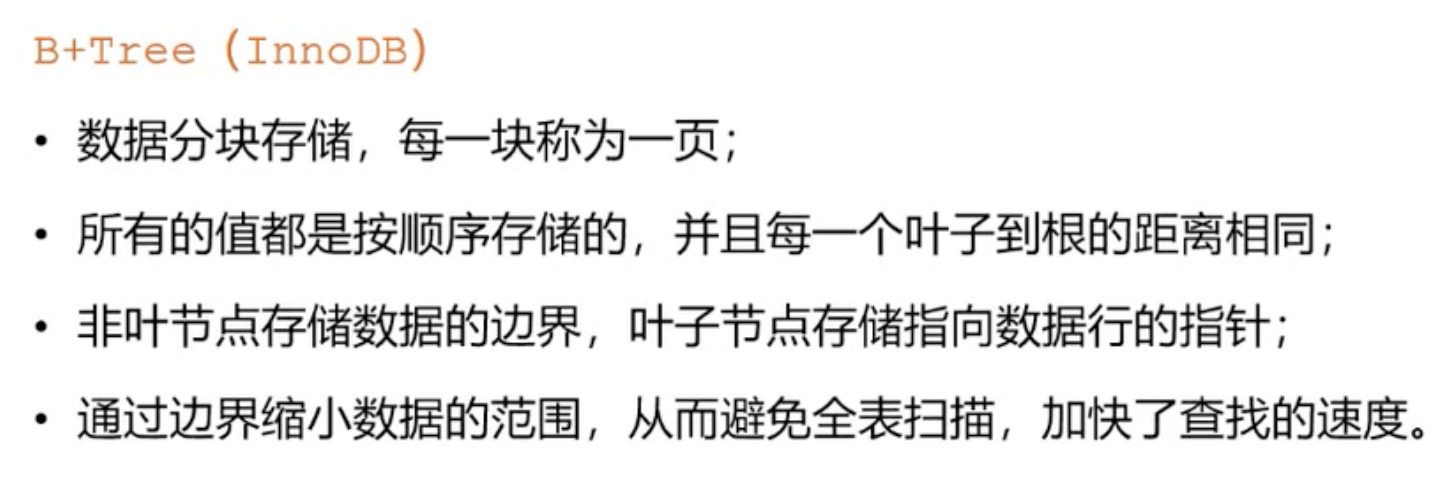 B+Tree（InnoDB）
• 数据分块存储，每一块称为一页；
• 所有的值都是按顺序存储的，并且每一个叶子到根的距离相同；
• 非叶节点存储数据的边界，叶子节点存储指向数据行的指针；
• 通过边界缩小数据的范围，从而避免全表扫描，加快了查找的速度。